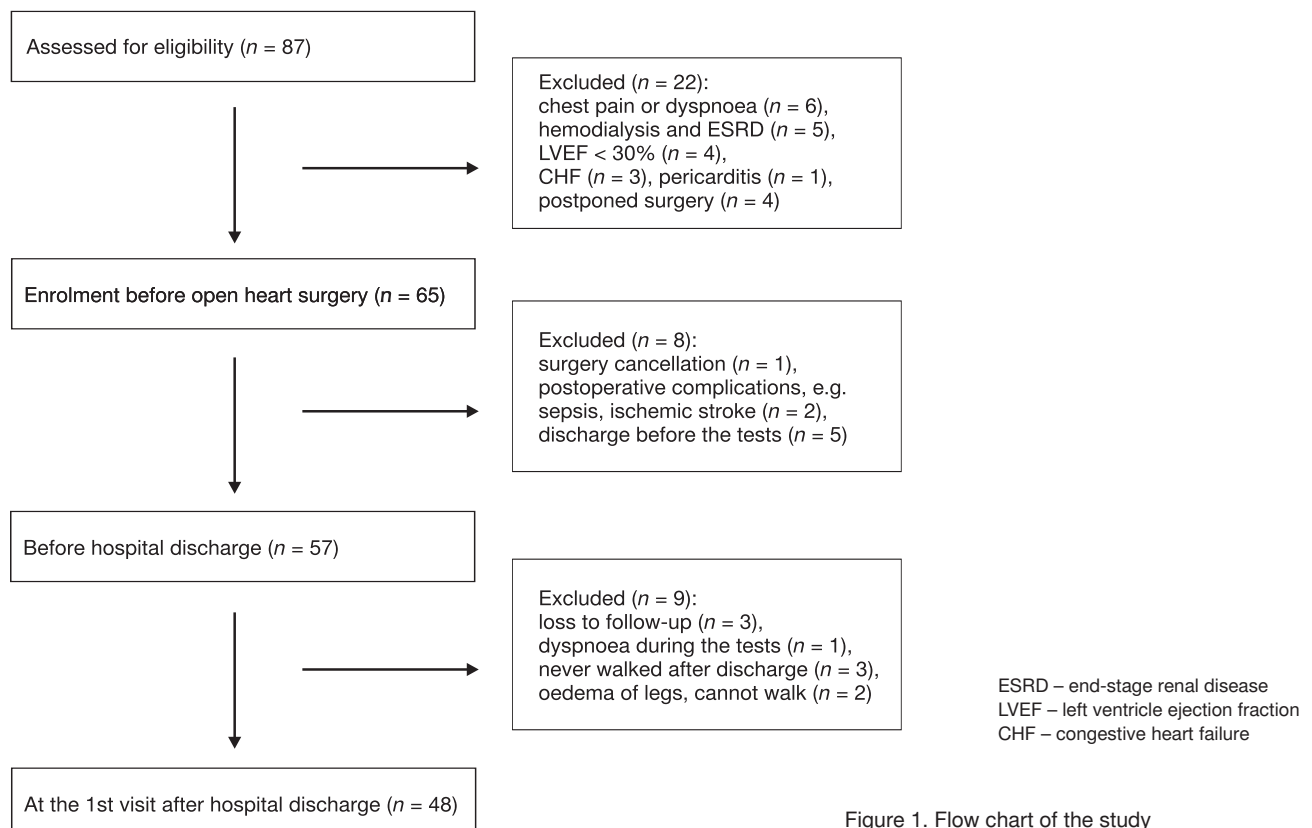 Assessed for eligibility (n = 87)
Excluded (n = 22):
chest pain or dyspnoea (n = 6),
hemodialysis and ESRD (n = 5),
LVEF < 30% (n = 4),
CHF (n = 3), pericarditis (n = 1),
postponed surgery (n = 4)
Enrolment before open heart surgery (n = 65)
Excluded (n = 8):
surgery cancellation (n = 1),
postoperative complications, e.g.
sepsis, ischemic stroke (n = 2),
discharge before the tests (n = 5)
Before hospital discharge (n = 57)
Excluded (n = 9):
loss to follow-up (n = 3),
dyspnoea during the tests (n = 1),
never walked after discharge (n = 3),
oedema of legs, cannot walk (n = 2)
ESRD – end-stage renal disease
LVEF – left ventricle ejection fraction
CHF – congestive heart failure
At the 1st visit after hospital discharge (n = 48)
Figure 1. Flow chart of the study